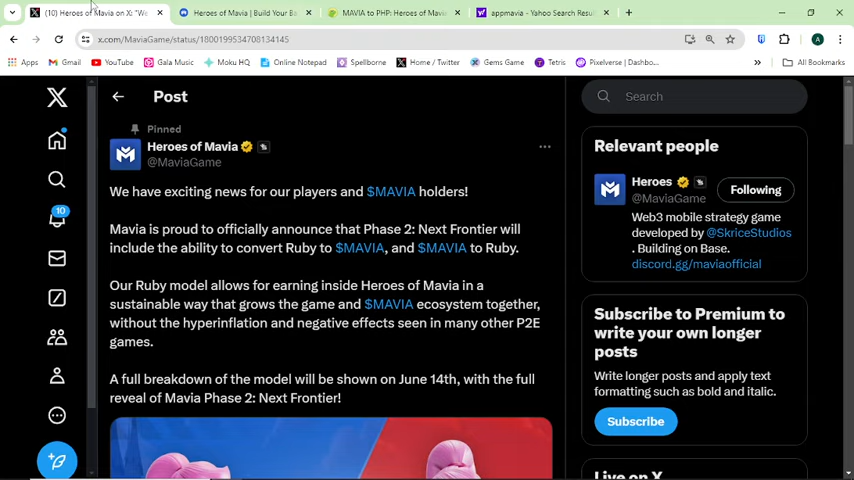 (10) Heroes of Mavia on X: "We
Heroes of Mavia | Build Your Ba
MAVIA to PHP: Heroes of Mavi
appmavia - Yahoo Search Resul
x.com/MaviaGame/status/1800199534708134145
Apps
Gmail
YouTube
Gala Music
Moku HQ
Online Notepad
Spellborne
Home / Twitter
Gems Game
Tetris
Pixelverse | Dashbo...
All Bookmarks
A
Post
Search
10
Pinned
Heroes of Mavia
@MaviaGame
We have exciting news for our players and $MAVIA holders!
Mavia is proud to officially announce that Phase 2: Next Frontier will
include the ability to convert Ruby to $MAVIA, and $MAVIA to Ruby.
Our Ruby model allows for earning inside Heroes of Mavia in a
sustainable way that grows the game and $MAVIA ecosystem together,
without the hyperinflation and negative effects seen in many other P2E
games.
A full breakdown of the model will be shown on June 14th, with the full
reveal of Mavia Phase 2: Next Frontier!
Relevant people
Heroes
@MaviaGame
Following
Web3 mobile strategy game
developed by @SkriceStudios
. Building on Base.
discord.gg/maviaofficial
Subscribe to Premium to
write your own longer
posts
Write longer posts and apply text
formatting such as bold and italic.
Subscribe
Live on X